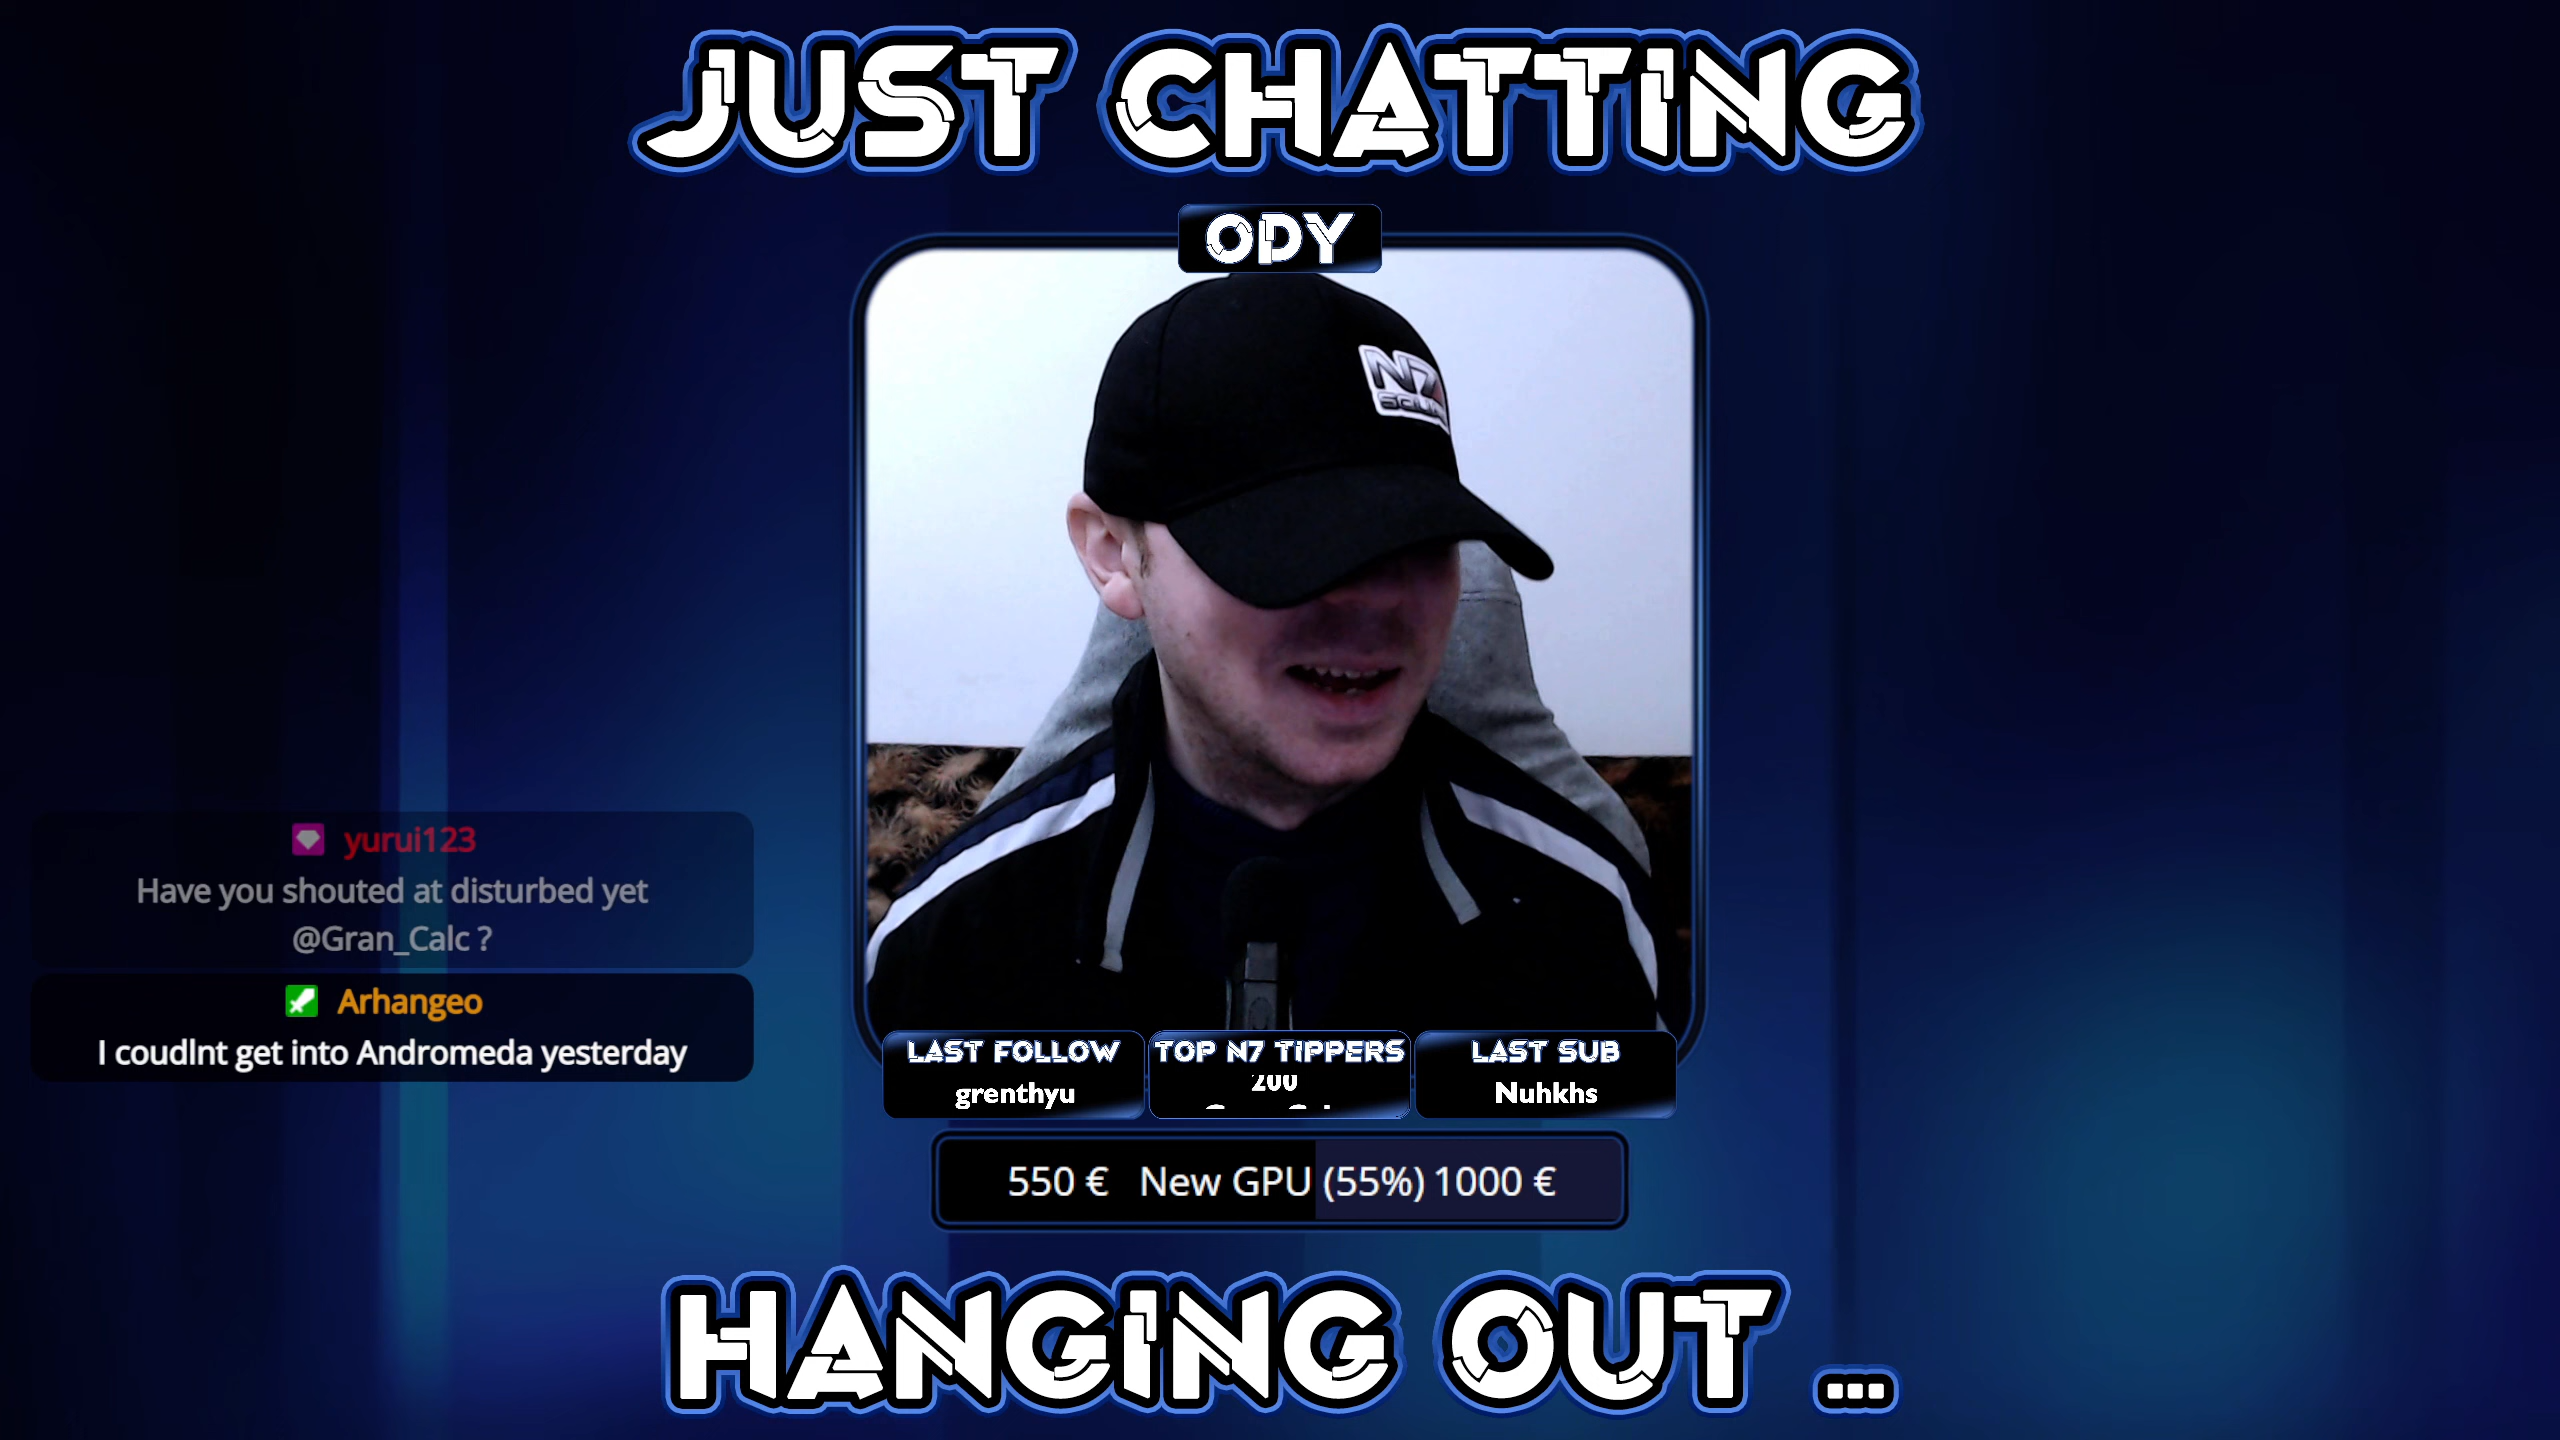 JUST CHATTING
ODY
N7
yurui123
Have you shouted at disturbed yet
@Gran_Calc ?
Arhangeo
I coudlnt get into Andromeda yesterday
LAST FOLLOW
grenthyu
TOP N7 TIPPERS
200
LAST SUB
Nuhkhs
550 € New GPU (55%) 1000 €
HANGING OUT ...